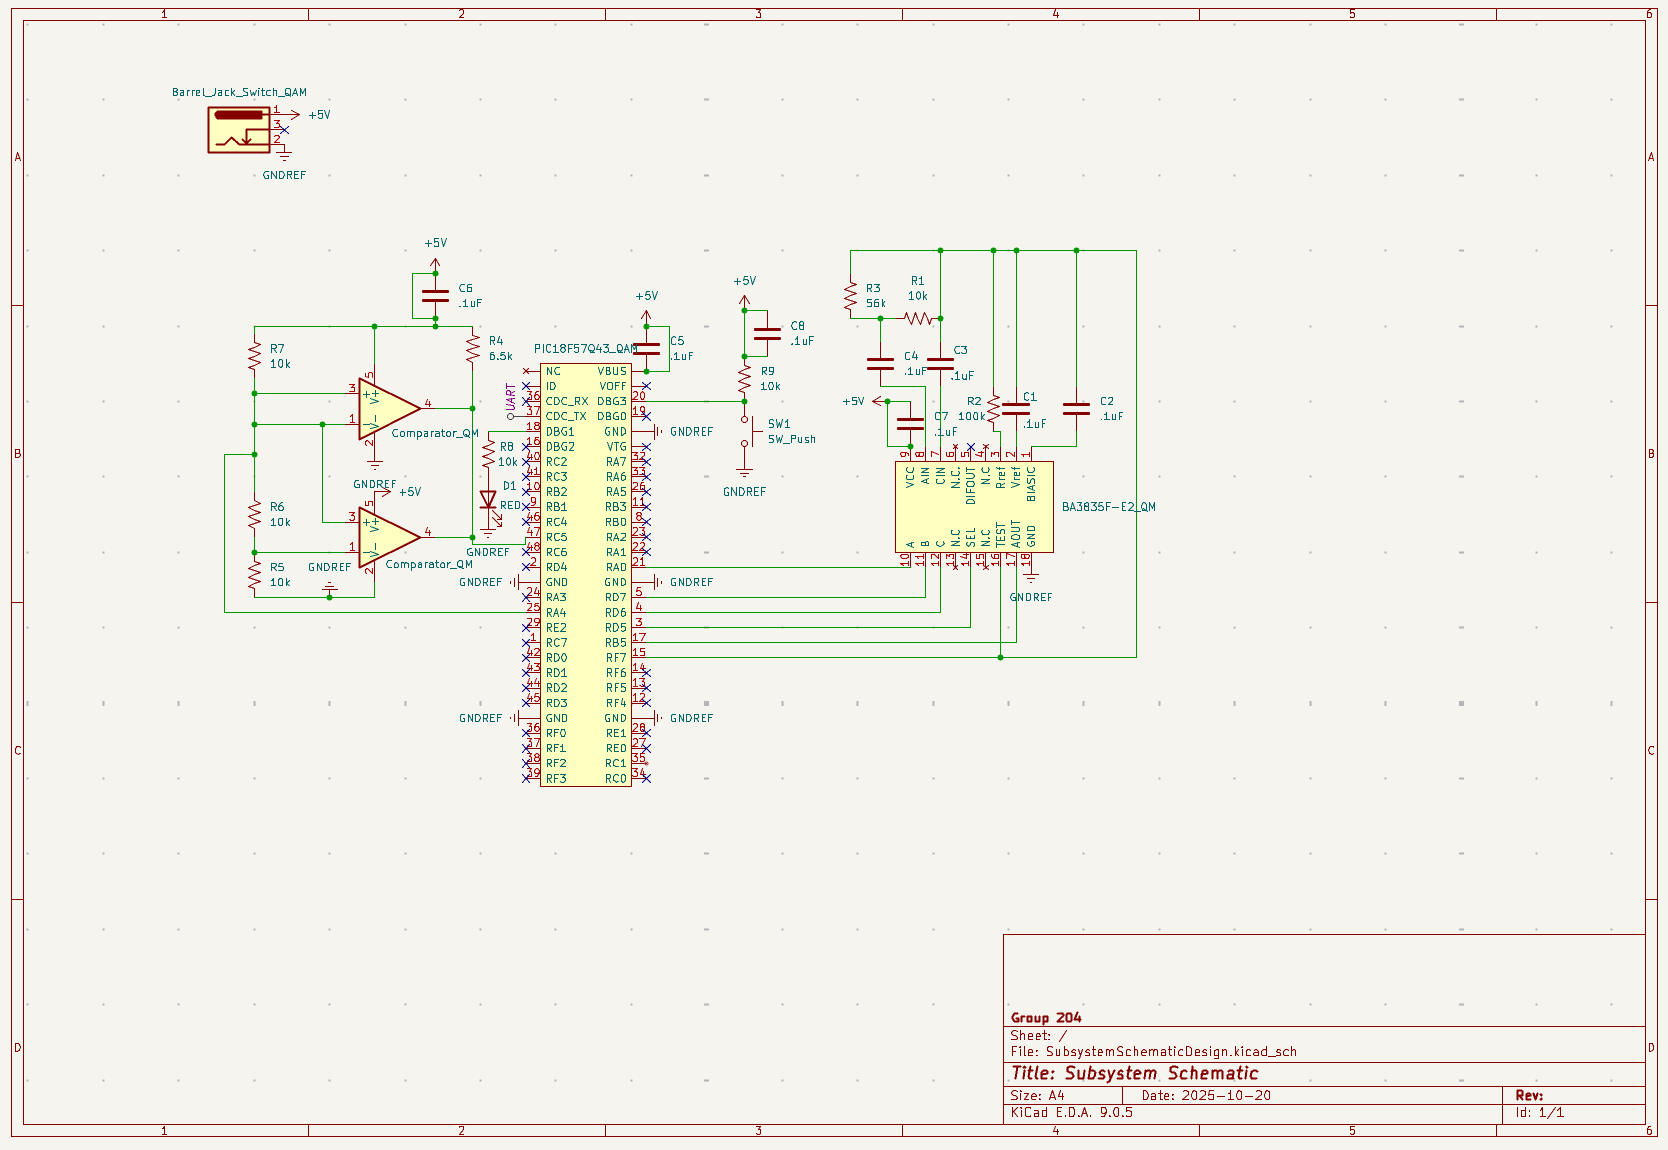 1 2 3 4 5 6
A
B
C
D
Barrel_Jack_Switch_QAM
1
+5V
3
2
GNDREF
+5V
C6
.1uF
R7
10k
R4
6.5k
3
1
5
4
2
V+
V-
+
-
Comparator_QM
GNDREF
+5V
R6
10k
R5
10k
GNDREF
3
1
5
4
2
V+
V-
+
-
Comparator_QM
UART
R8
10k
D1
RED
GNDREF
PIC18F57Q43_QAM
+5V
C5
.1uF
NC
ID
36 CDC_RX
37 CDC_TX
18 DBG1
16 DBG2
40 RC2
41 RC3
10 RB2
9 RB1
46 RC4
47 RC5
48 RC6
2 RD4
GNDREF GND
24 RA3
25 RA4
29 RE2
1 RC7
42 RD0
43 RD1
44 RD2
45 RD3
GNDREF GND
36 RF0
37 RF1
38 RF2
39 RF3
VBUS
VOFF
DBG3 20
DBG0 19
GND GNDREF
VTG
RA7 32
RA6 33
RA5 26
RB3 11
RB0 8
RA2 23
RA1 22
RA0 21
GND GNDREF
RD7 5
RD6 4
RD5 3
RB5 17
RF7 15
RF6 14
RF5 13
RF4 12
GND GNDREF
RE1 28
RE0 27
RC1 35
RC0 34
+5V
C8
.1uF
R9
10k
SW1
SW_Push
GNDREF
R3
56k
R1
10k
C4
.1uF
C3
.1uF
+5V
C7
.1uF
R2
100k
C1
.1uF
C2
.1uF
9 8 7 6 5 4 3 2 1
VCC AIN CIN N.C. DIFOUT N.C Rref Vref BIASIC
BA3835F-E2_QM
A B C N.C SEL N.C TEST AOUT GND
10 11 12 13 14 15 16 17 18
GNDREF
Group 204
Sheet: /
File: SubsystemSchematicDesign.kicad_sch
Title: Subsystem Schematic
Size: A4 Date: 2025-10-20 Rev:
KiCad E.D.A. 9.0.5 Id: 1/1
A
B
C
D
1 2 3 4 5 6